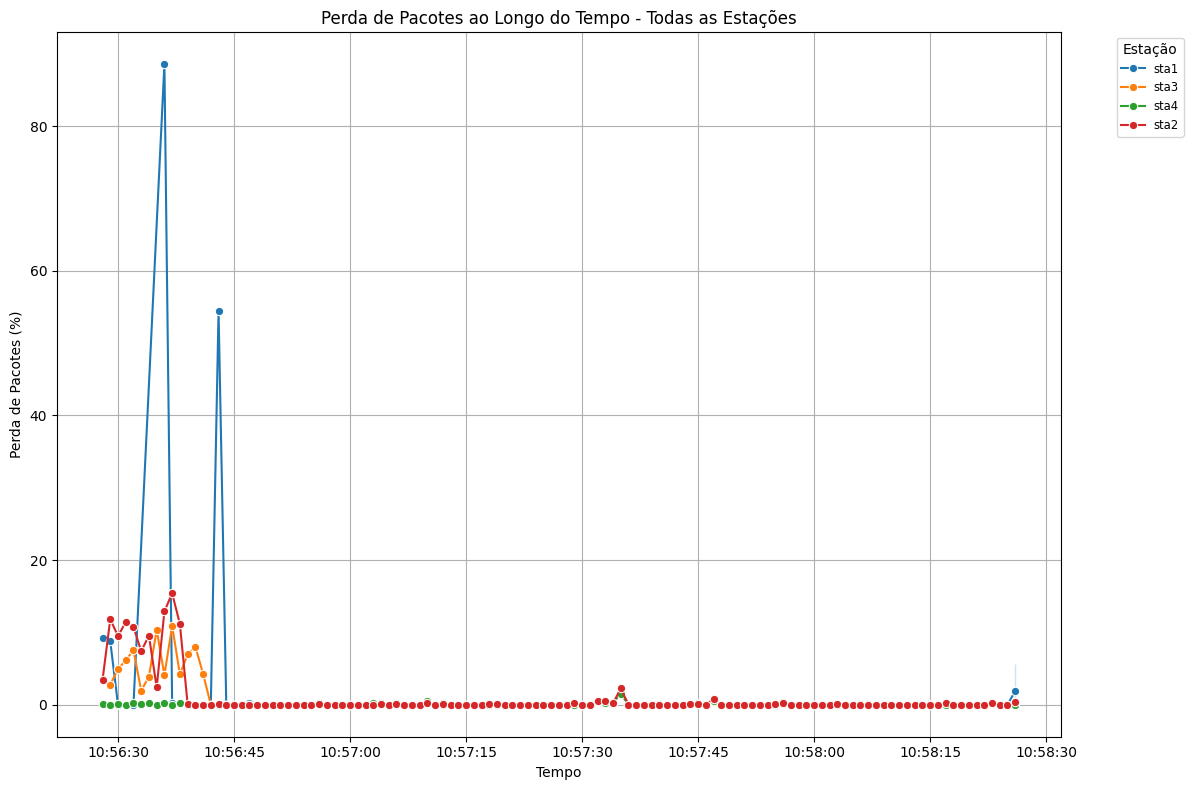 Perda de Pacotes ao Longo do Tempo - Todas as Estações
Estação
sta1
sta3
sta4
sta2
Perda de Pacotes (%)
80
60
40
20
0
10:56:30 10:56:45 10:57:00 10:57:15 10:57:30 10:57:45 10:58:00 10:58:15 10:58:30
Tempo